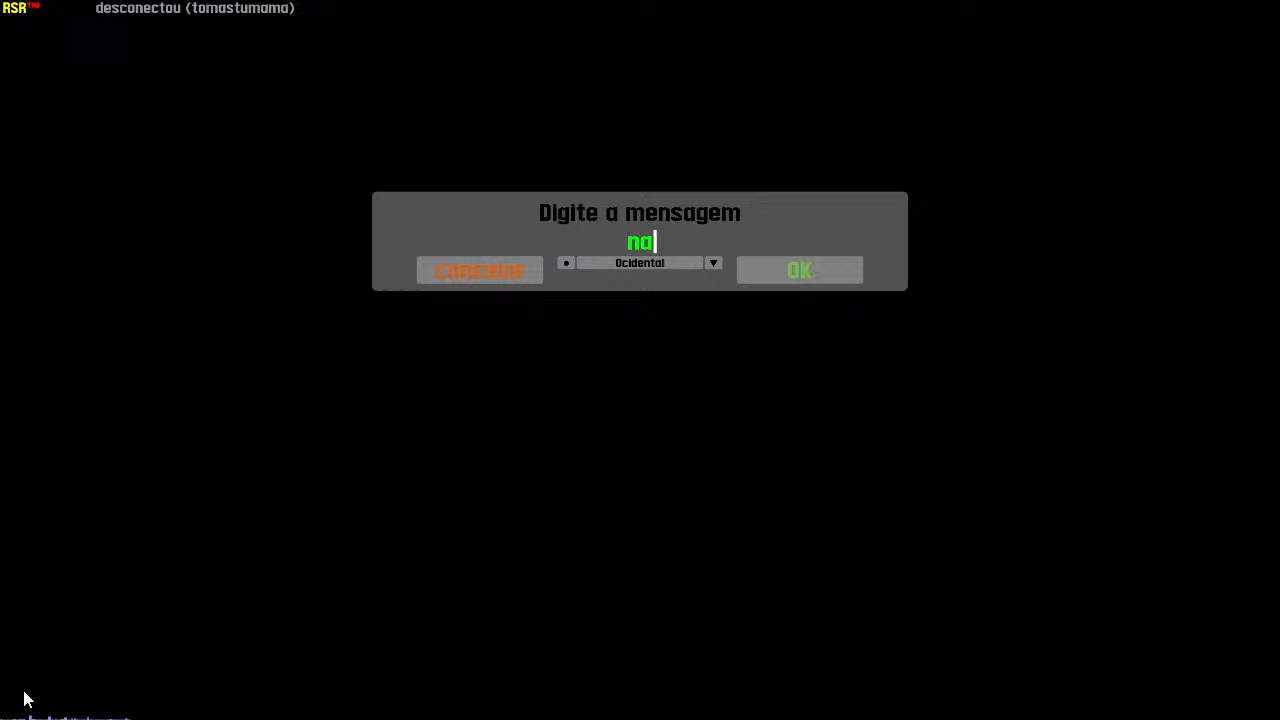 RSR™ desconectou (tomastumama)
Digite a mensagem
na
cancelar • Ocidental ▼ OK